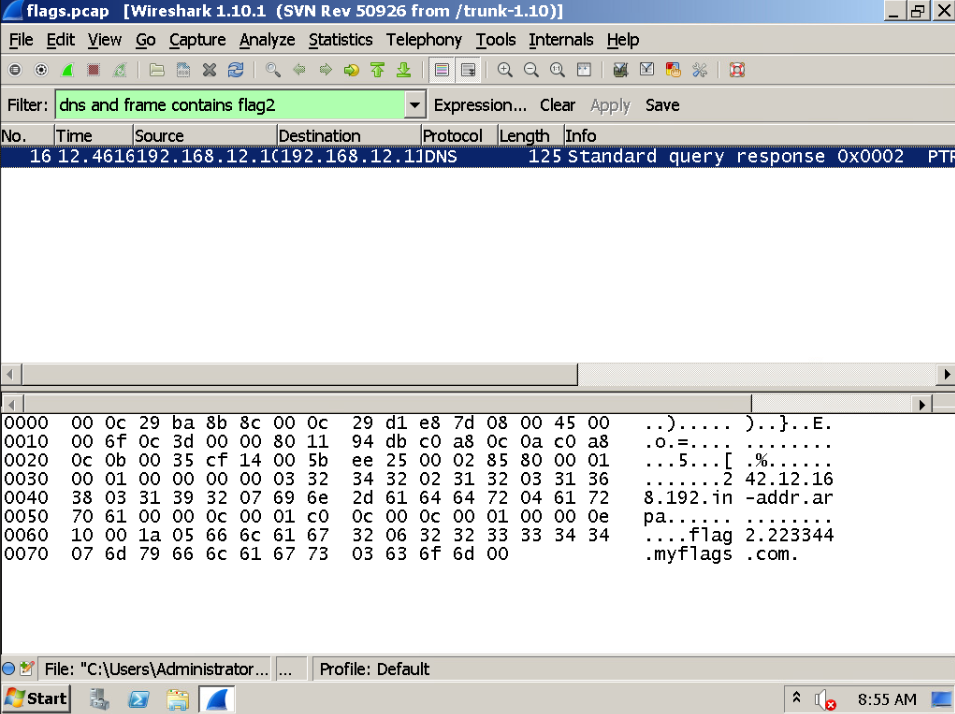 flags.pcap [Wireshark 1.10.1 (SVN Rev 50926 from /trunk-1.10)]
File Edit View Go Capture Analyze Statistics Telephony Tools Internals Help
Filter: dns and frame contains flag2 Expression... Clear Apply Save
No. Time Source Destination Protocol Length Info
16 12.4616 192.168.12.1( 192.168.12.1] DNS 125 Standard query response 0x0002 PTR
0000 00 0c 29 ba 8b 8c 00 0c 29 d1 e8 7d 08 00 45 00 ..)..... )..}..E.
0010 00 6f 0c 3d 00 00 80 11 94 db c0 a8 0c 0a c0 a8 .o.=.... ........
0020 0c 0b 00 35 cf 14 00 5b ee 25 00 02 85 80 00 01 ...5...[ .%......
0030 00 01 00 00 00 00 03 32 34 32 02 31 32 03 31 36 .......2 42.12.16
0040 38 03 31 39 32 07 69 6e 2d 61 64 64 72 04 61 72 8.192.in -addr.ar
0050 70 61 00 00 0c 00 01 c0 0c 00 0c 00 01 00 00 0e pa...... ........
0060 10 00 1a 05 66 6c 61 67 32 06 32 32 33 33 34 34 ....flag 2.223344
0070 07 6d 79 66 6c 61 67 73 03 63 6f 6d 00 .myflags .com.
File: "C:\Users\Administrator... ... Profile: Default
Start 8:55 AM